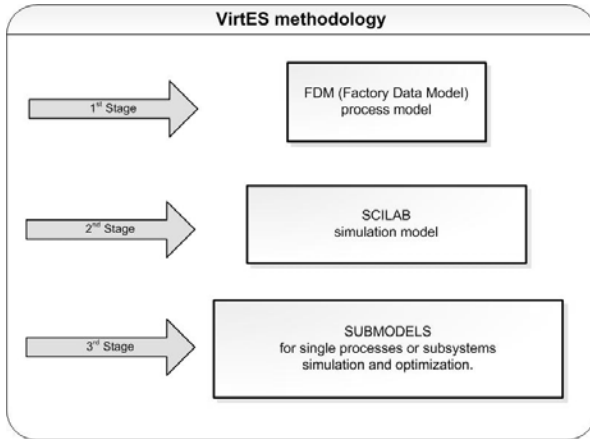 VirtES methodology
1st Stage
FDM (Factory Data Model)
process model
2nd Stage
SCILAB
simulation model
3rd Stage
SUBMODELS
for single processes or subsystems
simulation and optimization.